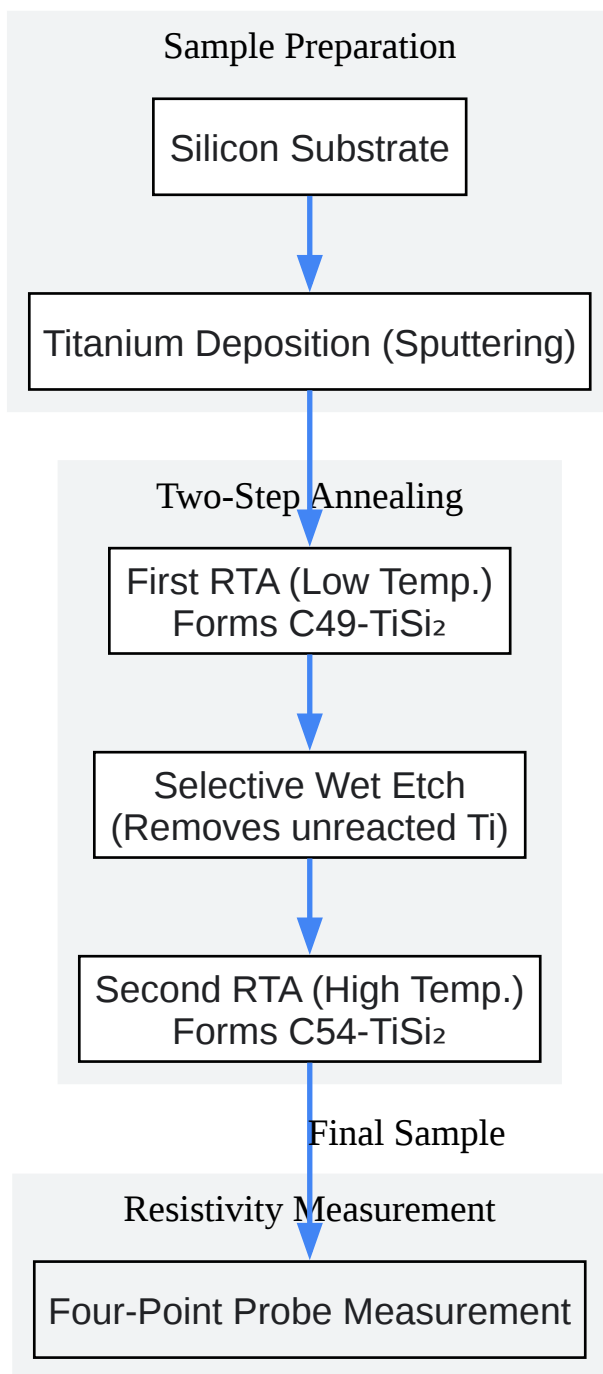 Sample Preparation
Silicon Substrate
Titanium Deposition (Sputtering)
Two-Step Annealing
First RTA (Low Temp.)
Forms C49-TiSi₂
Selective Wet Etch
(Removes unreacted Ti)
Second RTA (High Temp.)
Forms C54-TiSi₂
Final Sample
Resistivity Measurement
Four-Point Probe Measurement